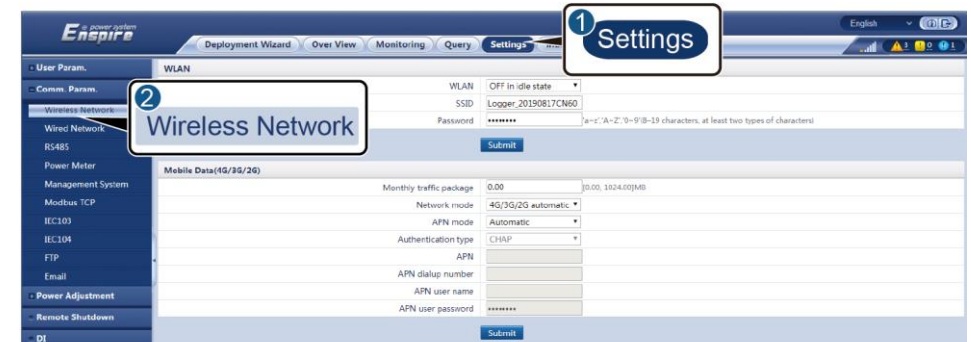 e power system
Enspire
English
Deployment Wizard Over View Monitoring Query Settings
1 Settings
1 0 1
User Param.
Comm. Param.
Wireless Network
Wired Network
RS485
Power Meter
Management System
Modbus TCP
IEC103
IEC104
FTP
Email
Power Adjustment
Remote Shutdown
DI
2 Wireless Network
WLAN
WLAN OFF in idle state
SSID Logger_20190817CN60
Password •••••••• 'a~z','A~Z','0~9'(8~19 characters, at least two types of characters)
Submit
Mobile Data(4G/3G/2G)
Monthly traffic package 0.00 [0.00, 1024.00]MB
Network mode 4G/3G/2G automatic
APN mode Automatic
Authentication type CHAP
APN
APN dialup number
APN user name
APN user password ••••••••
Submit